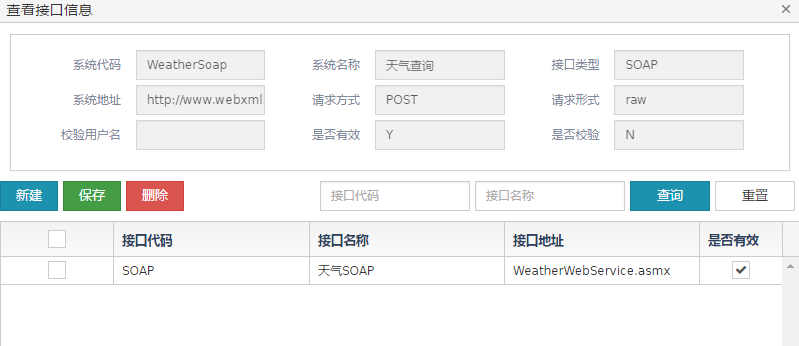 查看接口信息
系统代码 WeatherSoap 系统名称 天气查询 接口类型 SOAP
系统地址 http://www.webxml. 请求方式 POST 请求形式 raw
校验用户名 是否有效 Y 是否校验 N
新建 保存 删除 接口代码 接口名称 查询 重置
接口代码 接口名称 接口地址 是否有效
SOAP 天气SOAP WeatherWebService.asmx